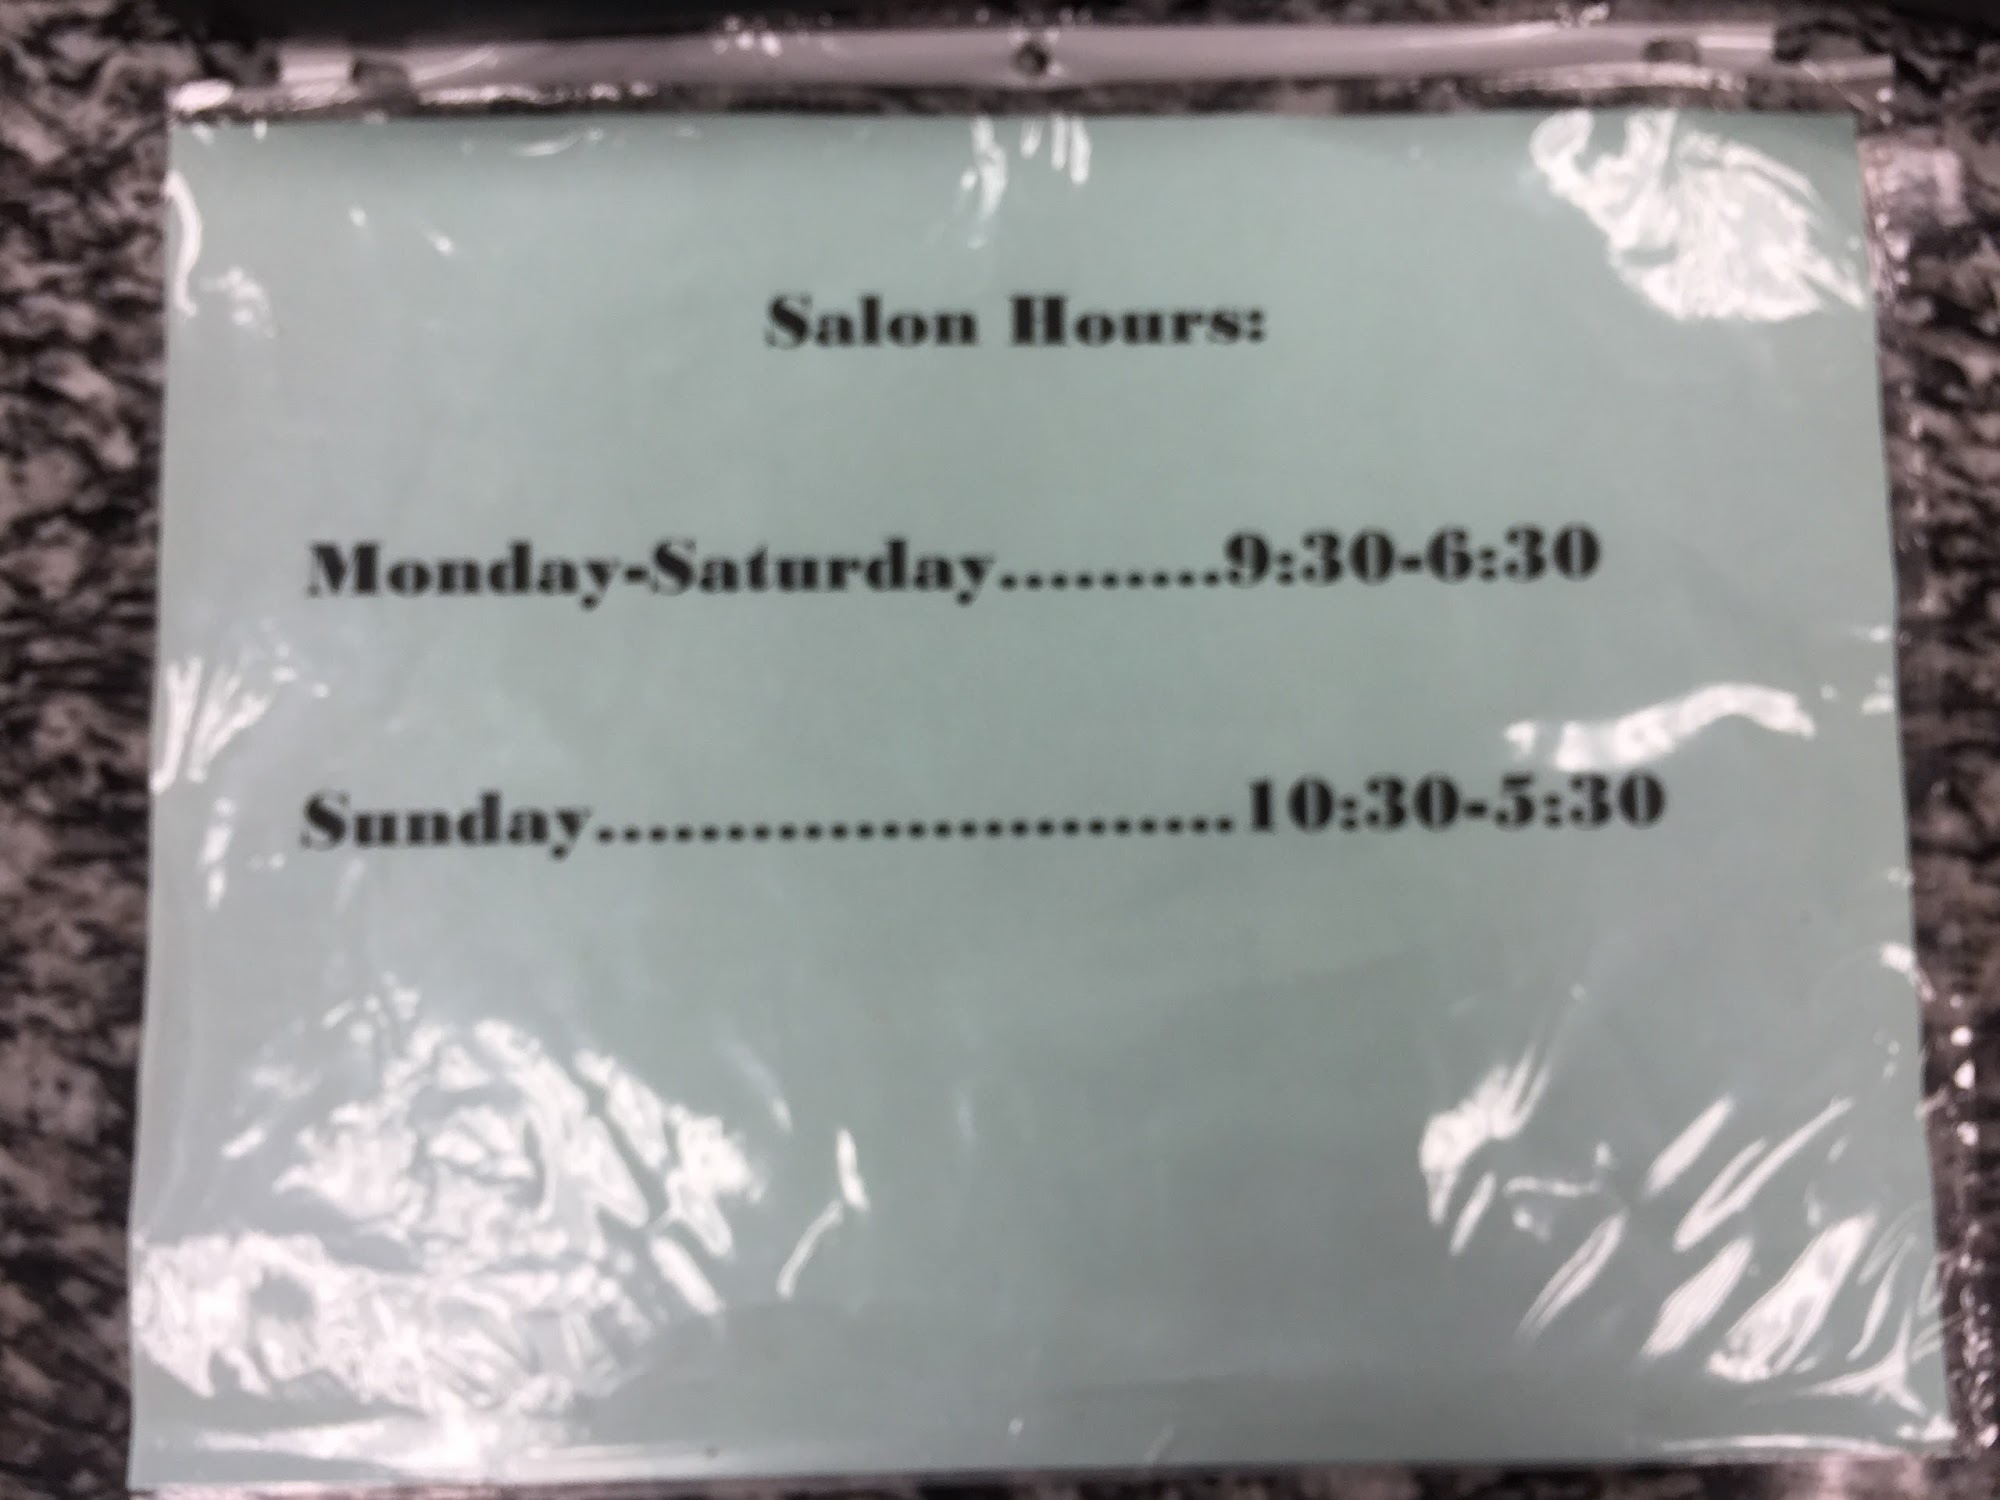 Salon Hours:
Monday-Saturday.........9:30-6:30
Sunday.........................10:30-5:30